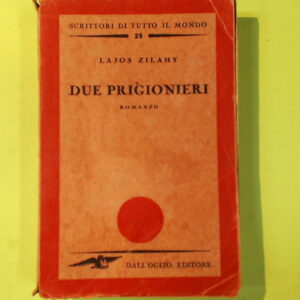 SCRITTORI DI TUTTO IL MONDO
25
LAJOS ZILAHY
DUE PRIGIONIERI
ROMANZO
DALL'OGLIO, EDITORE